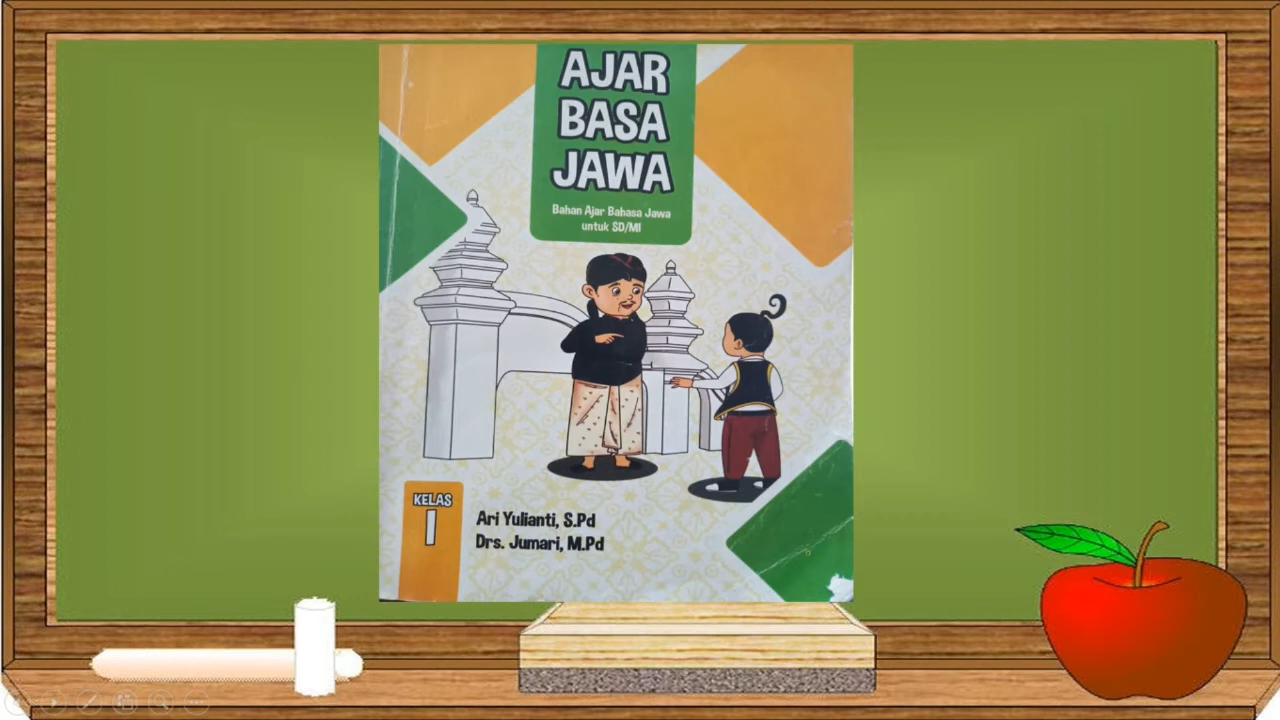 AJAR
BASA
JAWA
Bahan Ajar Bahasa Jawa
untuk SD/MI
KELAS
I
Ari Yulianti, S.Pd
Drs. Jumari, M.Pd